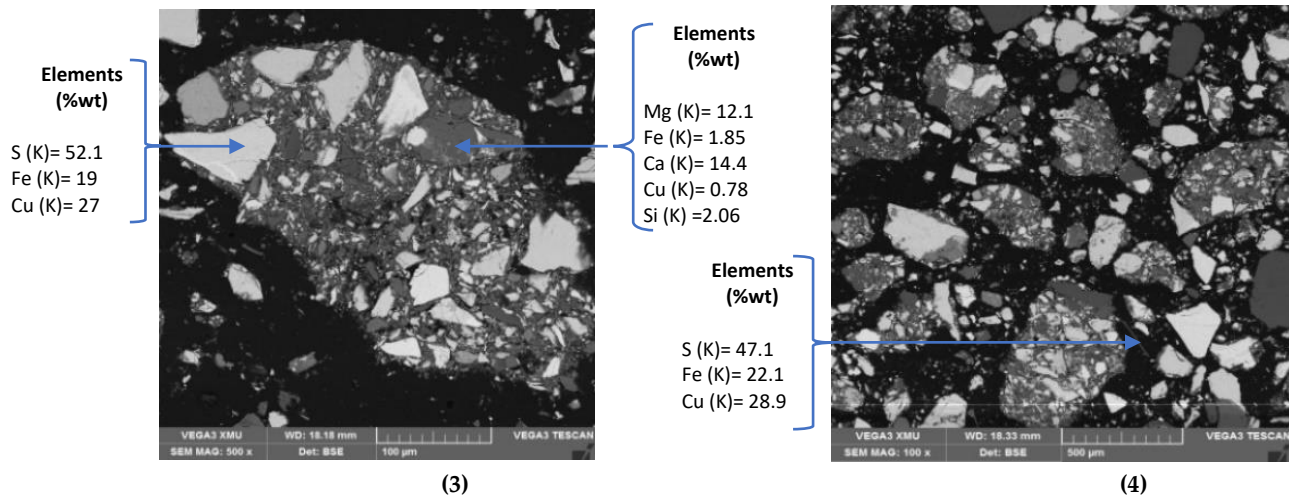 Elements
(%wt)
S (K)= 52.1
Fe (K)= 19
Cu (K)= 27
Elements
(%wt)
Mg (K)= 12.1
Fe (K)= 1.85
Ca (K)= 14.4
Cu (K)= 0.78
Si (K) =2.06
Elements
(%wt)
S (K)= 47.1
Fe (K)= 22.1
Cu (K)= 28.9
VEGA3 XMU WD: 18.18 mm VEGA3 TESCAN
SEM MAG: 500 x Det: BSE 100 µm
VEGA3 XMU WD: 18.33 mm VEGA3 TESCAN
SEM MAG: 100 x Det: BSE 500 µm
(3)
(4)